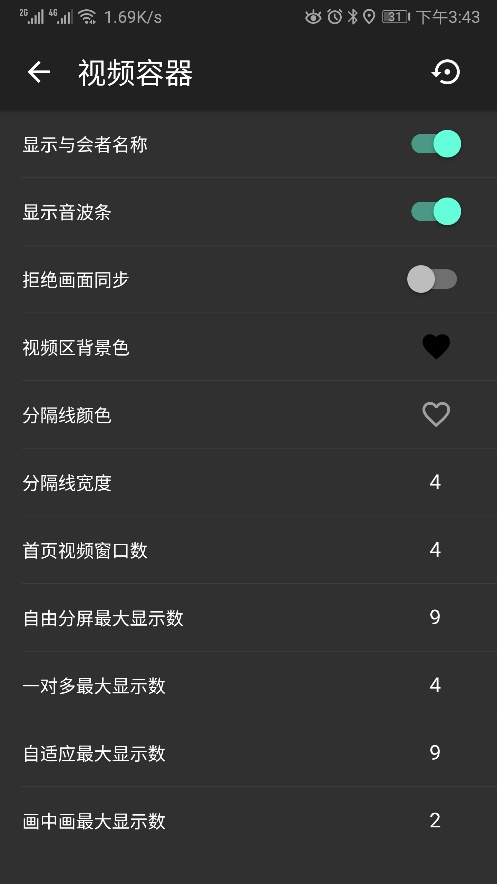 2G 4G 1.69K/s 31 下午3:43
视频容器
显示与会者名称
显示音波条
拒绝画面同步
视频区背景色
分隔线颜色
分隔线宽度 4
首页视频窗口数 4
自由分屏最大显示数 9
一对多最大显示数 4
自适应最大显示数 9
画中画最大显示数 2